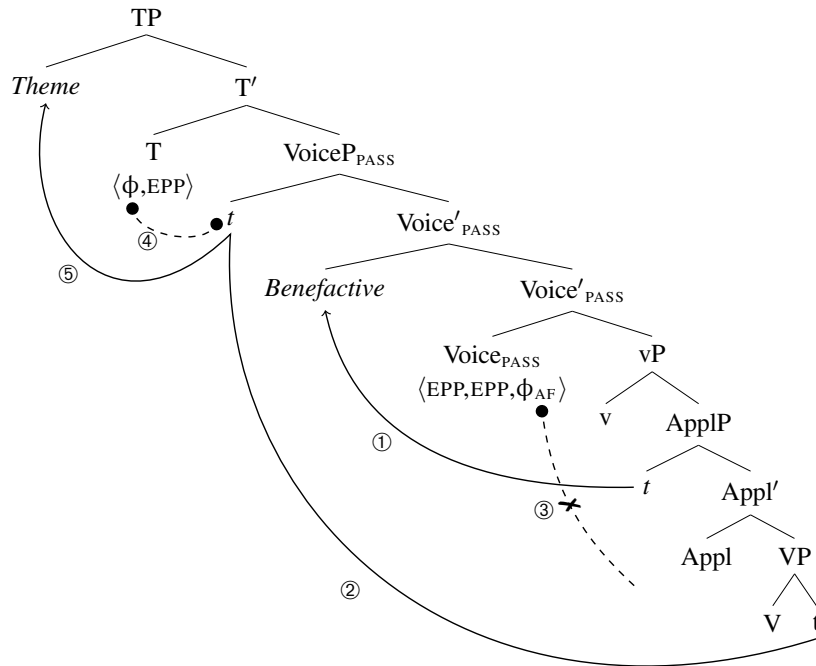 TP
Theme T′
T VoiceP_PASS
⟨ϕ,EPP⟩
t Voice′_PASS
④
⑤
Benefactive Voice′_PASS
Voice_PASS vP
⟨EPP,EPP,ϕ_AF⟩
v ApplP
①
t Appl′
③
Appl VP
②
V t